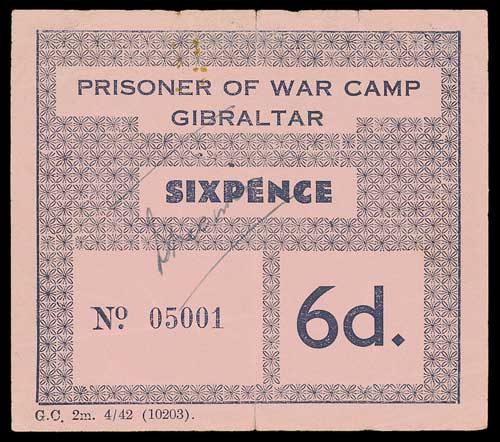 PRISONER OF WAR CAMP
GIBRALTAR
SIXPENCE
Nº 05001
6d.
G.C. 2m. 4/42 (10203).